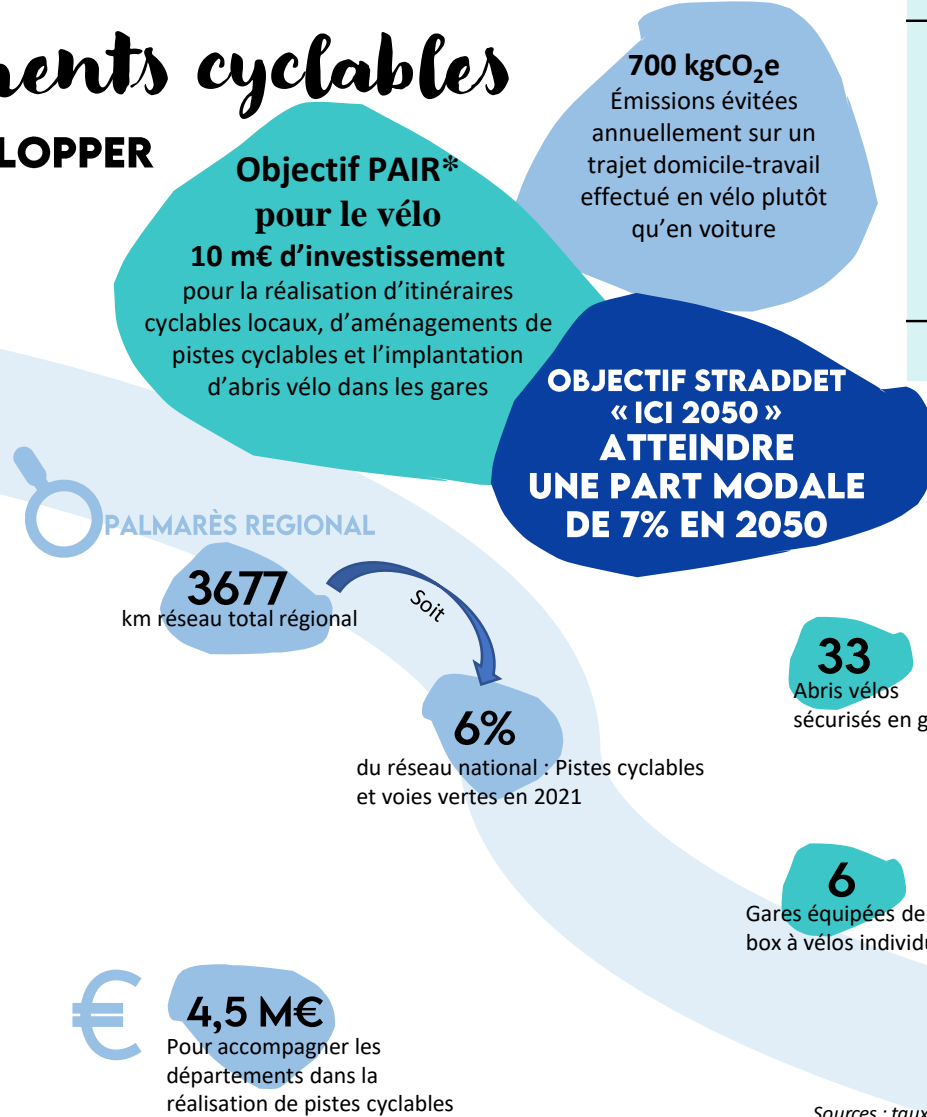 ments cyclables
LOPPER
700 kgCO₂e
Émissions évitées
annuellement sur un
trajet domicile-travail
effectué en vélo plutôt
qu’en voiture
Objectif PAIR*
pour le vélo
10 m€ d’investissement
pour la réalisation d’itinéraires
cyclables locaux, d’aménagements de
pistes cyclables et l’implantation
d’abris vélo dans les gares
OBJECTIF STRADDET
« ICI 2050 »
ATTEINDRE
UNE PART MODALE
DE 7% EN 2050
PALMARÈS REGIONAL
3677
km réseau total régional
Soit
6%
du réseau national : Pistes cyclables
et voies vertes en 2021
33
Abris vélos
sécurisés en g
6
Gares équipées de
box à vélos individu
€
4,5 M€
Pour accompagner les
départements dans la
réalisation de pistes cyclables
Sources : taux